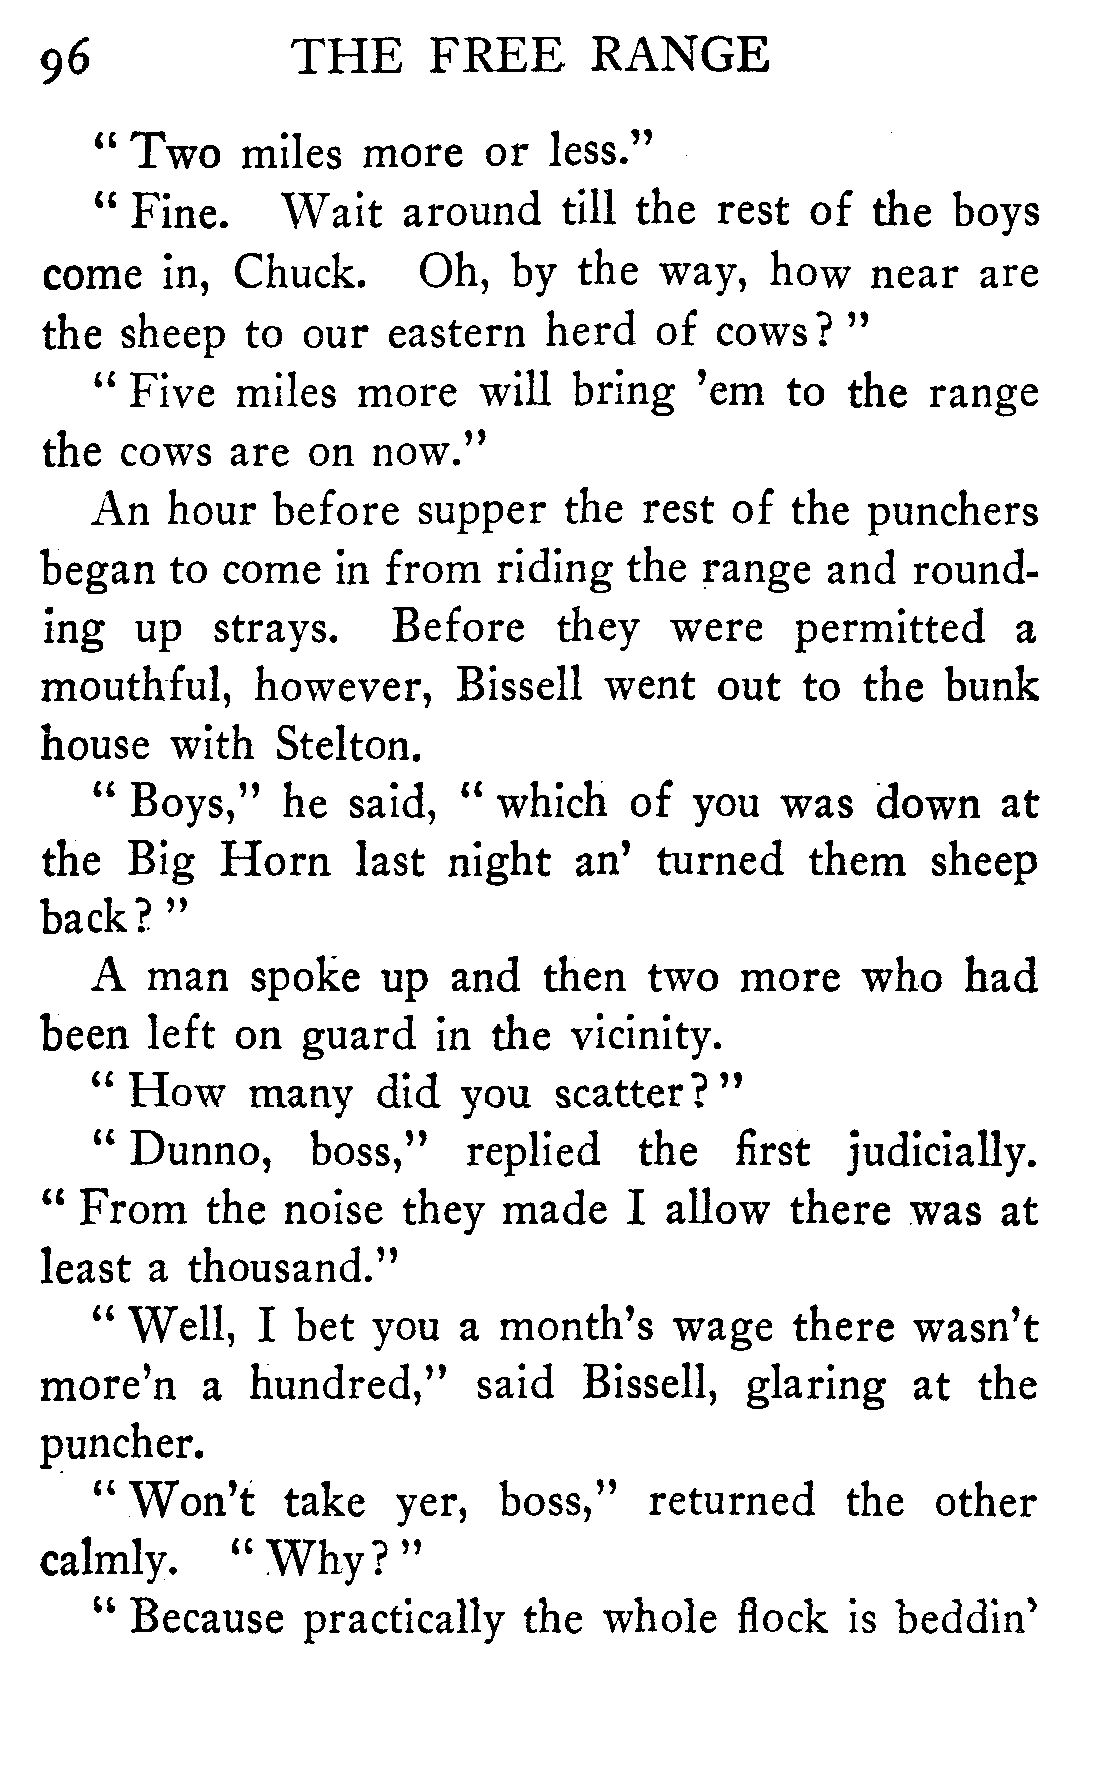 96 THE FREE RANGE
" Two miles more or less."
" Fine. Wait around till the rest of the boys
come in, Chuck. Oh, by the way, how near are
the sheep to our eastern herd of cows? "
" Five miles more will bring 'em to the range
the cows are on now."
An hour before supper the rest of the punchers
began to come in from riding the range and round-
ing up strays. Before they were permitted a
mouthful, however, Bissell went out to the bunk
house with Stelton.
" Boys," he said, " which of you was down at
the Big Horn last night an' turned them sheep
back? "
A man spoke up and then two more who had
been left on guard in the vicinity.
" How many did you scatter? "
" Dunno, boss," replied the first judicially.
" From the noise they made I allow there was at
least a thousand."
" Well, I bet you a month's wage there wasn't
more'n a hundred," said Bissell, glaring at the
puncher.
" Won't take yer, boss," returned the other
calmly. " Why? "
" Because practically the whole flock is beddin'